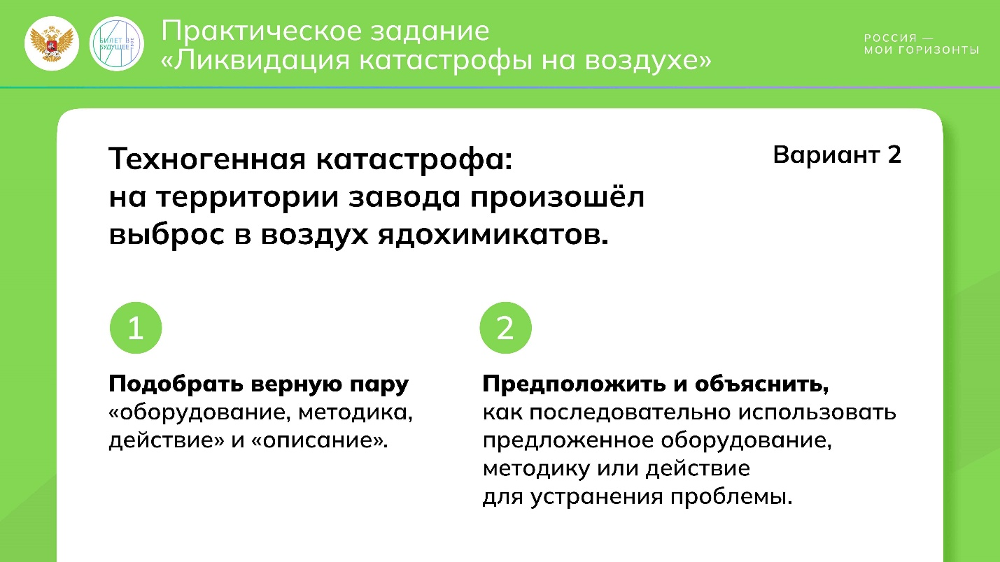 Практическое задание
«Ликвидация катастрофы на воздухе»
БИЛЕТ В
БУДУЩЕЕ
РОССИЯ —
МОИ ГОРИЗОНТЫ
Техногенная катастрофа:
на территории завода произошёл
выброс в воздух ядохимикатов.
Вариант 2
1
Подобрать верную пару
«оборудование, методика,
действие» и «описание».
2
Предположить и объяснить,
как последовательно использовать
предложенное оборудование,
методику или действие
для устранения проблемы.